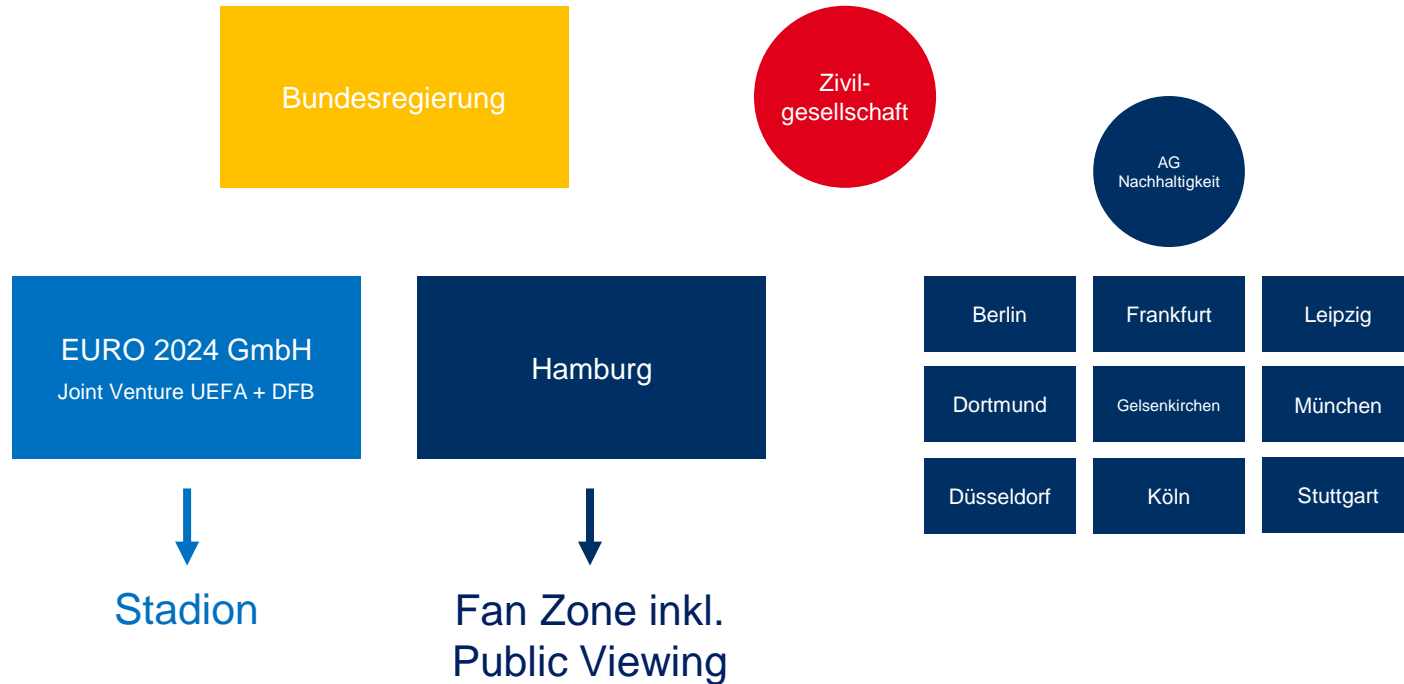 Bundesregierung
Zivil-
gesellschaft
AG
Nachhaltigkeit
EURO 2024 GmbH
Joint Venture UEFA + DFB
Hamburg
Berlin
Frankfurt
Leipzig
Dortmund
Gelsenkirchen
München
Düsseldorf
Köln
Stuttgart
Stadion
Fan Zone inkl.
Public Viewing